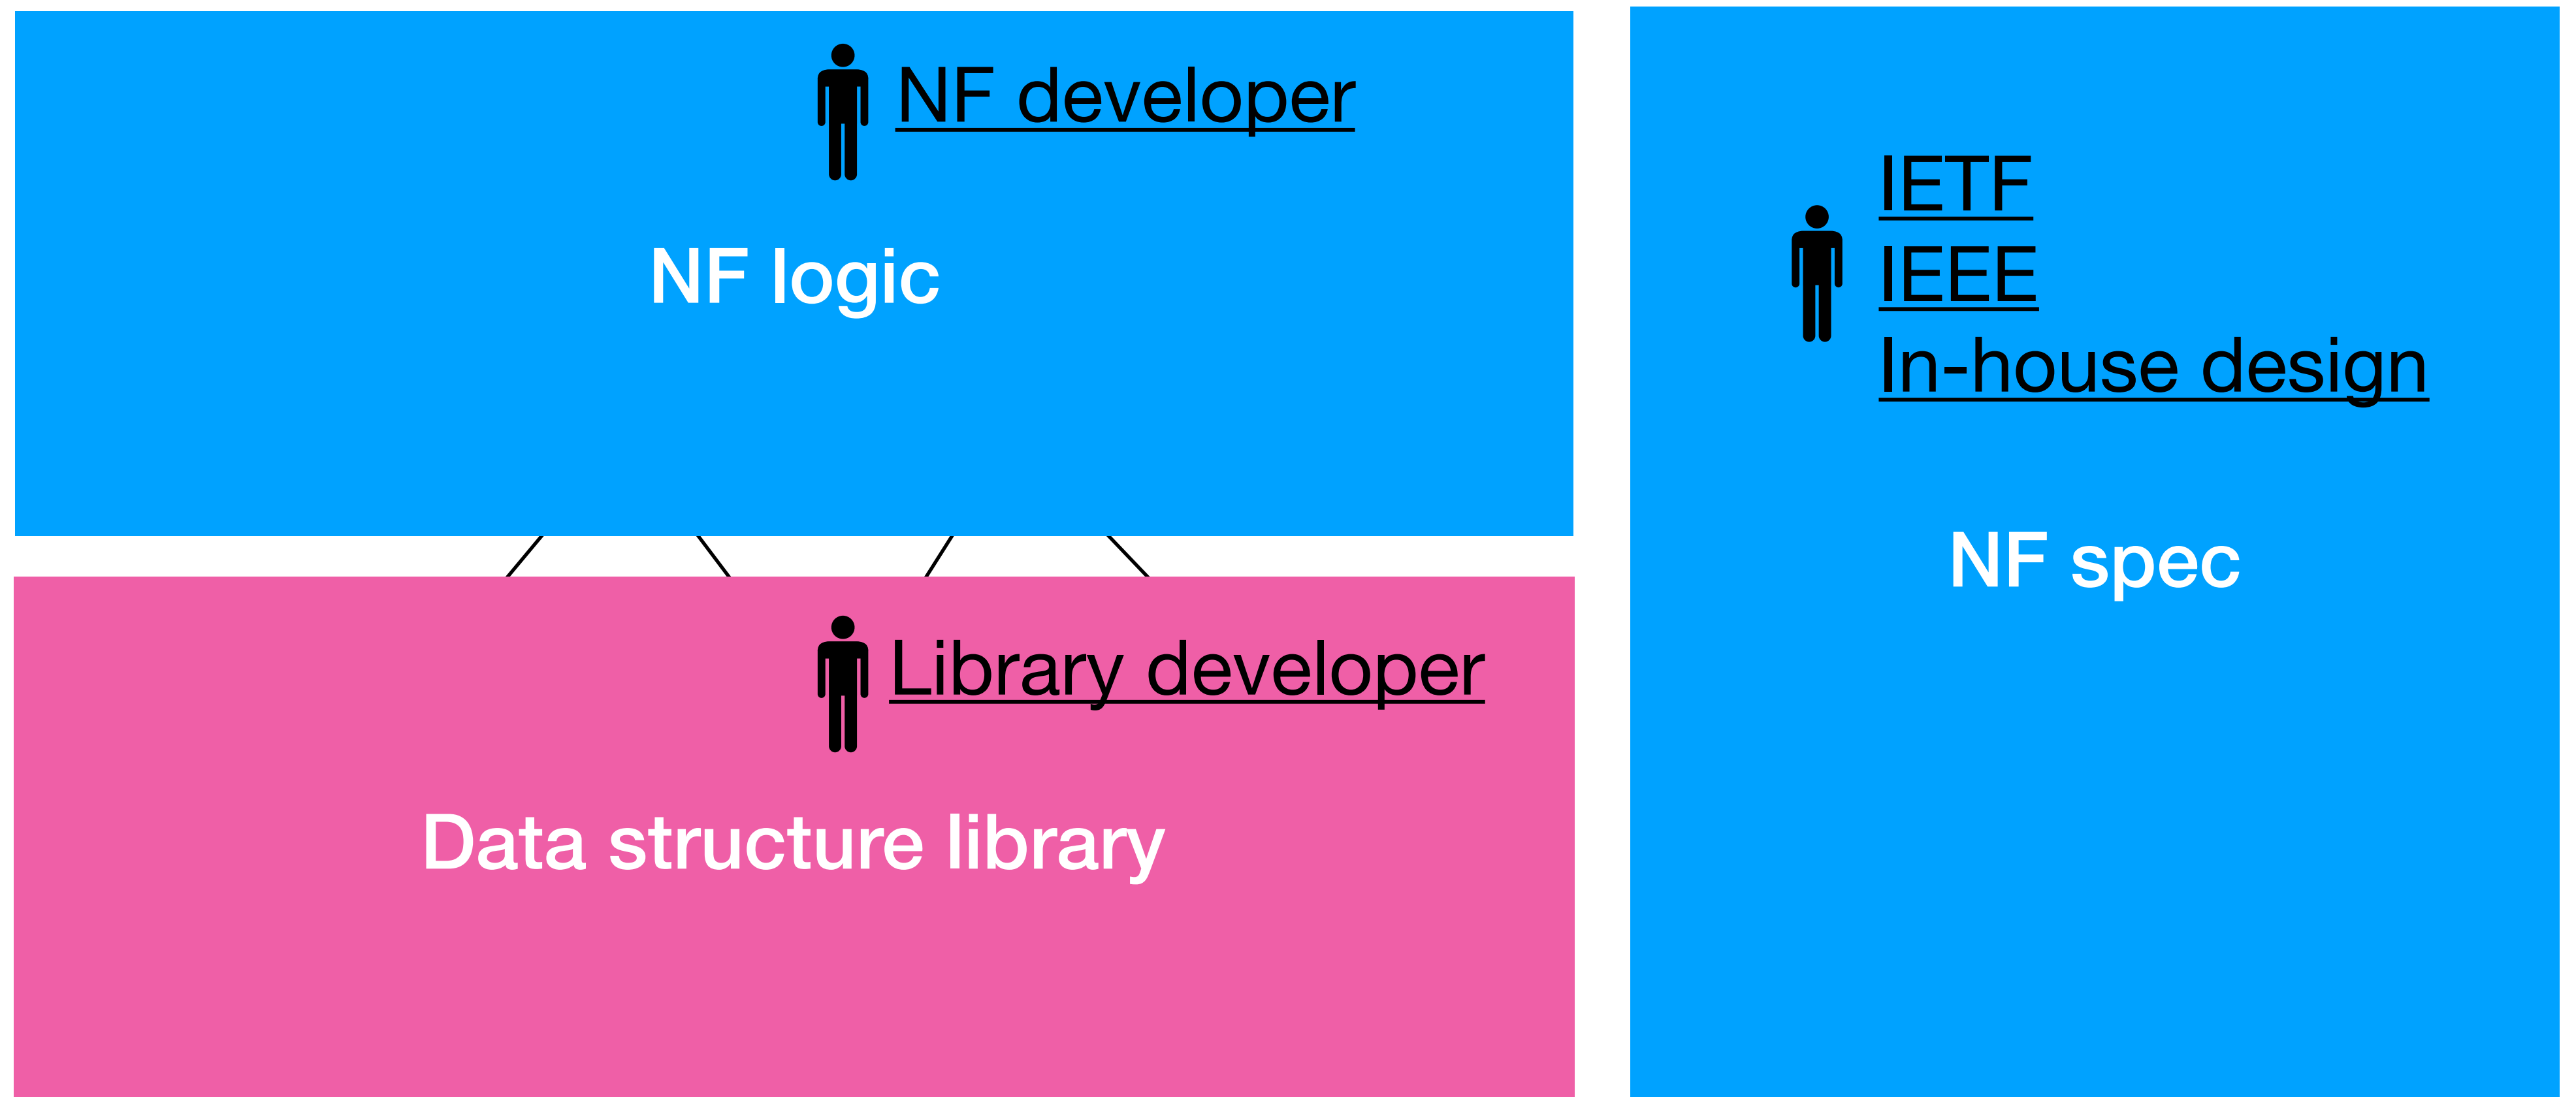 NF developer
NF logic
Library developer
Data structure library
IETF
IEEE
In-house design
NF spec